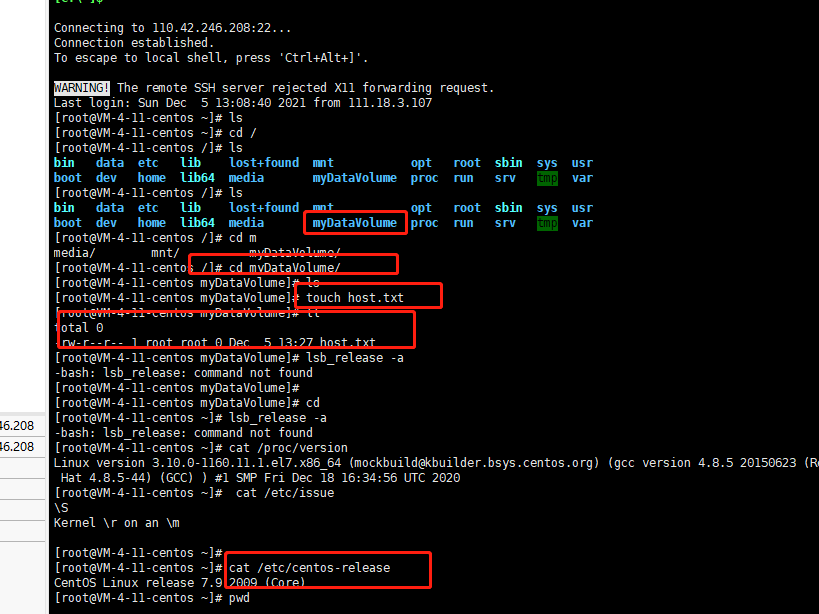 Connecting to 110.42.246.208:22...
Connection established.
To escape to local shell, press 'Ctrl+Alt+]'.
WARNING! The remote SSH server rejected X11 forwarding request.
Last login: Sun Dec  5 13:08:40 2021 from 111.18.3.107
[root@VM-4-11-centos ~]# ls
[root@VM-4-11-centos ~]# cd /
[root@VM-4-11-centos /]# ls
bin   data  etc   lib    lost+found  mnt           opt   root  sbin  sys  usr
boot  dev   home  lib64  media       myDataVolume  proc  run   srv   tmp  var
[root@VM-4-11-centos /]# ls
bin   data  etc   lib    lost+found  mnt           opt   root  sbin  sys  usr
boot  dev   home  lib64  media       myDataVolume  proc  run   srv   tmp  var
[root@VM-4-11-centos /]# cd m
media/        mnt/          myDataVolume/
[root@VM-4-11-centos /]# cd myDataVolume/
[root@VM-4-11-centos myDataVolume]# ls
[root@VM-4-11-centos myDataVolume]# touch host.txt
[root@VM-4-11-centos myDataVolume]# ll
total 0
-rw-r--r-- 1 root root 0 Dec  5 13:27 host.txt
[root@VM-4-11-centos myDataVolume]# lsb_release -a
-bash: lsb_release: command not found
[root@VM-4-11-centos myDataVolume]#
[root@VM-4-11-centos myDataVolume]# cd
[root@VM-4-11-centos ~]# lsb_release -a
-bash: lsb_release: command not found
[root@VM-4-11-centos ~]# cat /proc/version
Linux version 3.10.0-1160.11.1.el7.x86_64 (mockbuild@kbuilder.bsys.centos.org) (gcc version 4.8.5 20150623 (R
Hat 4.8.5-44) (GCC) ) #1 SMP Fri Dec 18 16:34:56 UTC 2020
[root@VM-4-11-centos ~]#  cat /etc/issue
\S
Kernel \r on an \m
[root@VM-4-11-centos ~]#
[root@VM-4-11-centos ~]# cat /etc/centos-release
CentOS Linux release 7.9.2009 (Core)
[root@VM-4-11-centos ~]# pwd
46.208
46.208